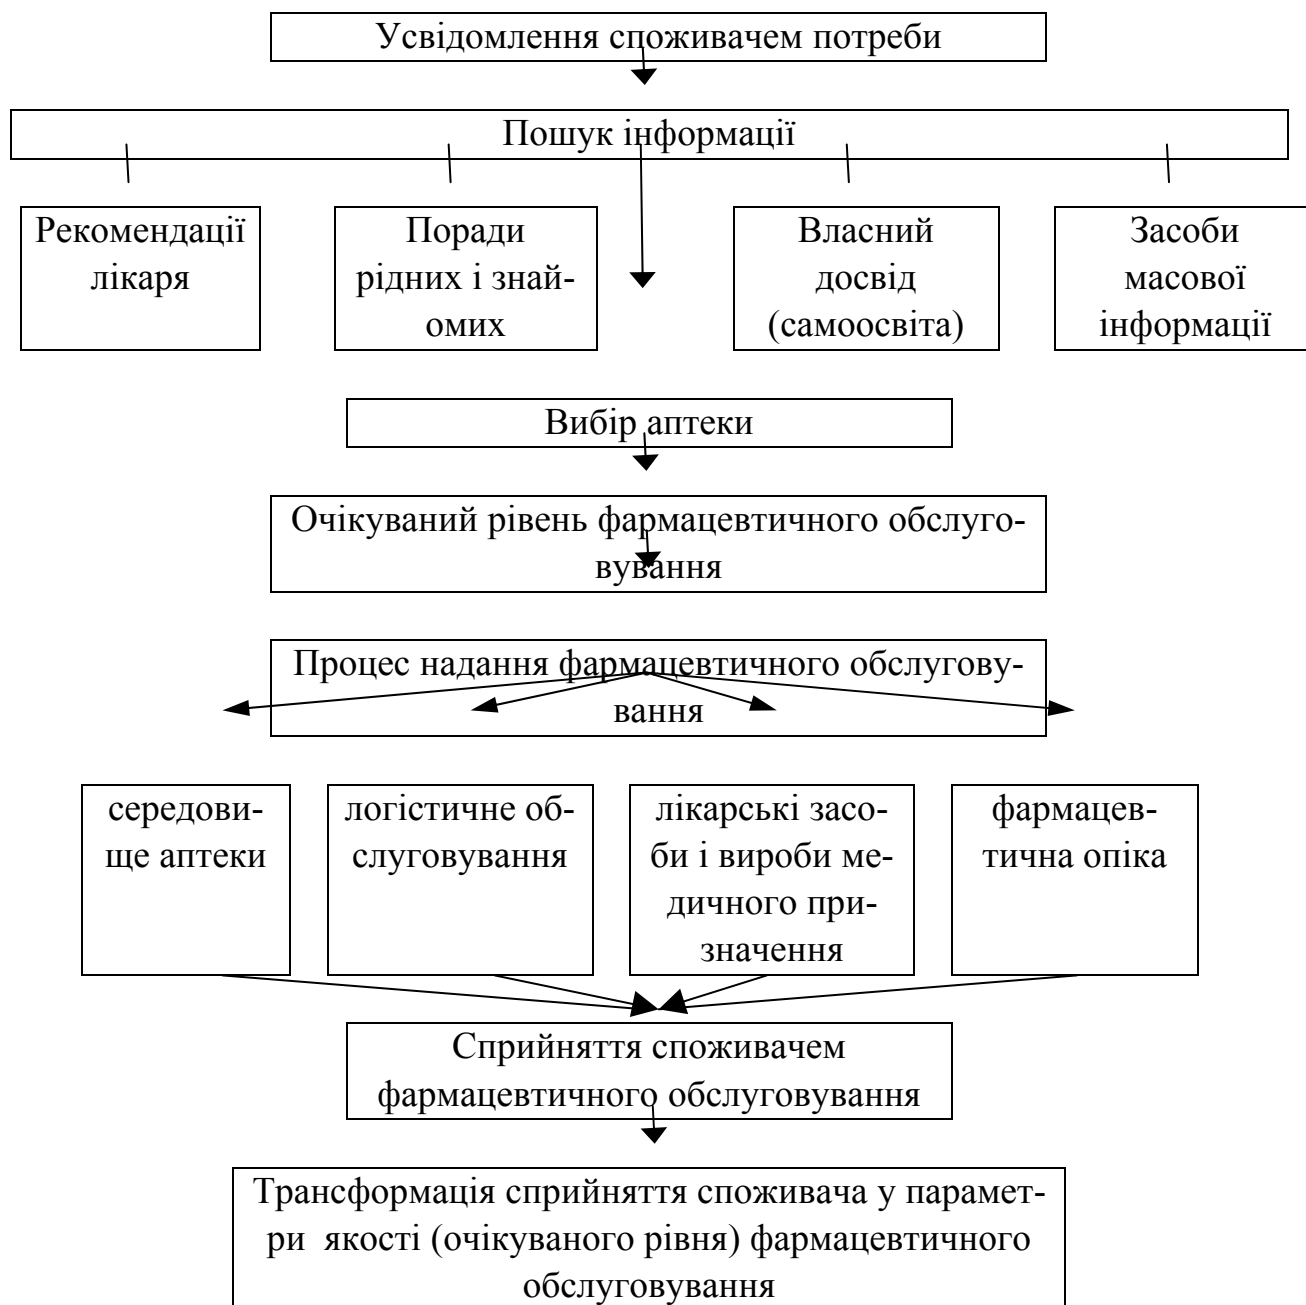 Усвідомлення споживачем потреби
Пошук інформації
Рекомендації
лікаря
Поради
рідних і знай-
омих
Власний
досвід
(самоосвіта)
Засоби
масової
інформації
Вибір аптеки
Очікуваний рівень фармацевтичного обслуго-
вування
Процес надання фармацевтичного обслугову-
вання
середови-
ще аптеки
логістичне об-
слуговування
лікарські засо-
би і вироби ме-
дичного при-
значення
фармацев-
тична опіка
Сприйняття споживачем
фармацевтичного обслуговування
Трансформація сприйняття споживача у парамет-
ри якості (очікуваного рівня) фармацевтичного
обслуговування